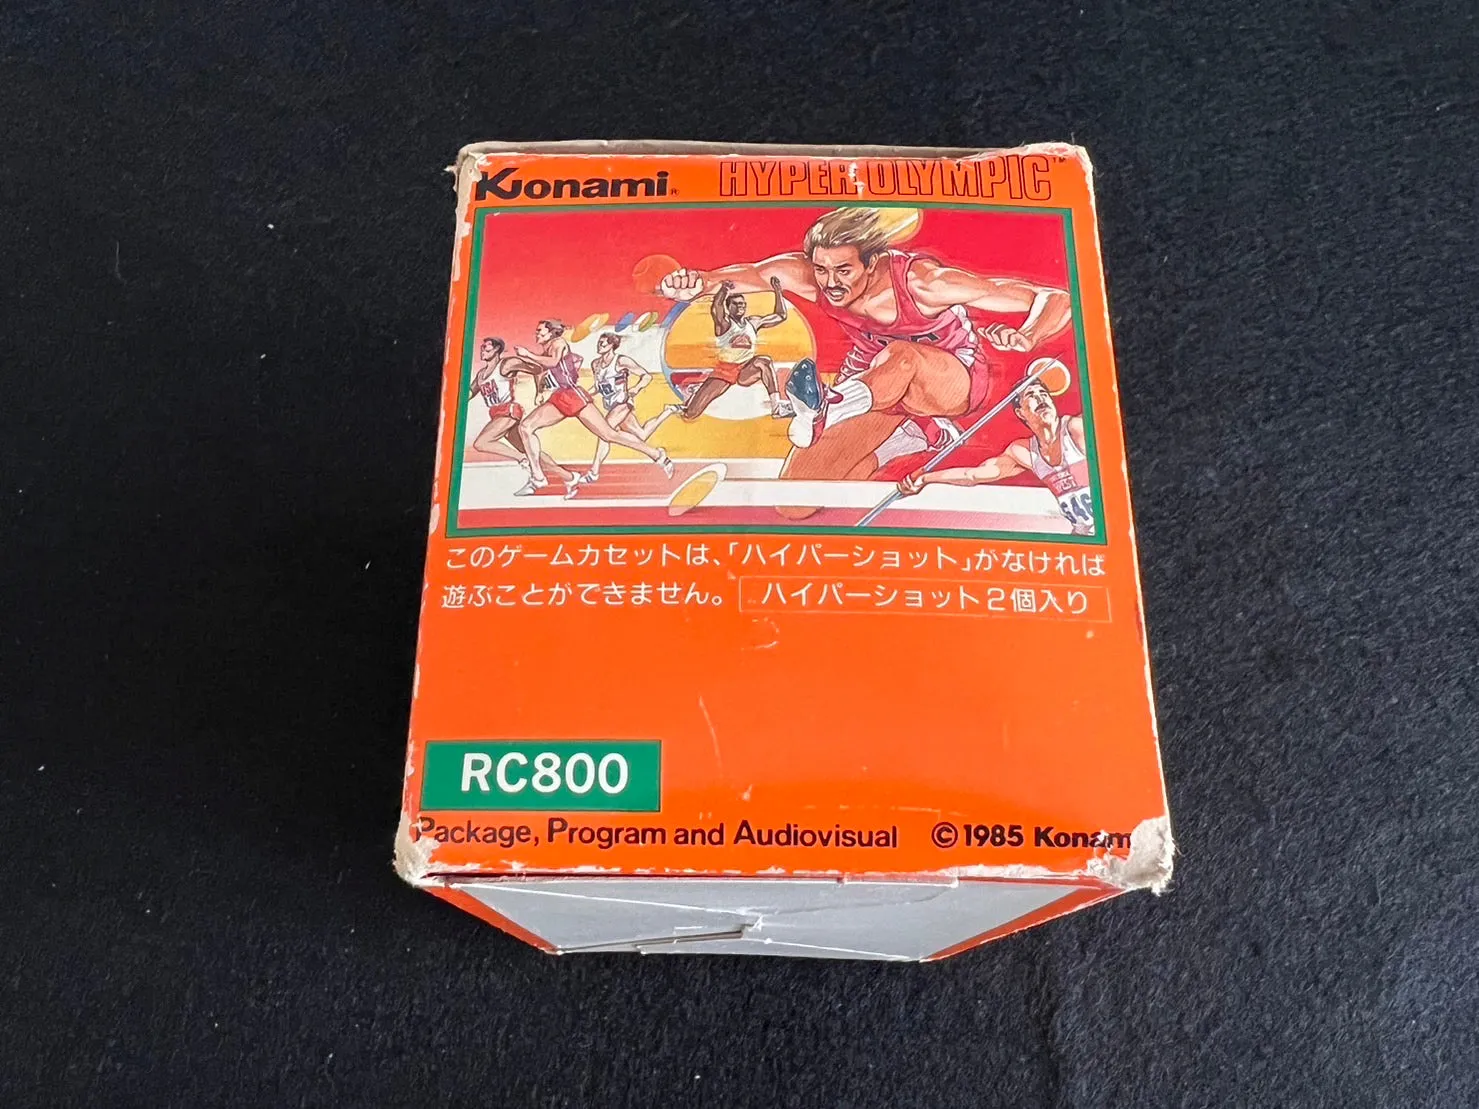 Konami® HYPER OLYMPIC™
USA
646
このゲームカセットは、「ハイパーショット」がなければ
遊ぶことができません。 ハイパーショット2個入り
RC800
Package, Program and Audiovisual ©1985 Konami